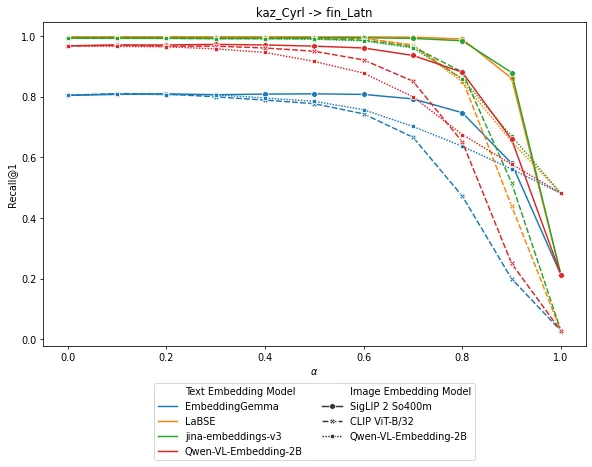 kaz_Cyrl -> fin_Latn
Recall@1
1.0
0.8
0.6
0.4
0.2
0.0
0.0 0.2 0.4 0.6 0.8 1.0
α
Text Embedding Model Image Embedding Model
EmbeddingGemma SigLIP 2 So400m
LaBSE CLIP ViT-B/32
jina-embeddings-v3 Qwen-VL-Embedding-2B
Qwen-VL-Embedding-2B